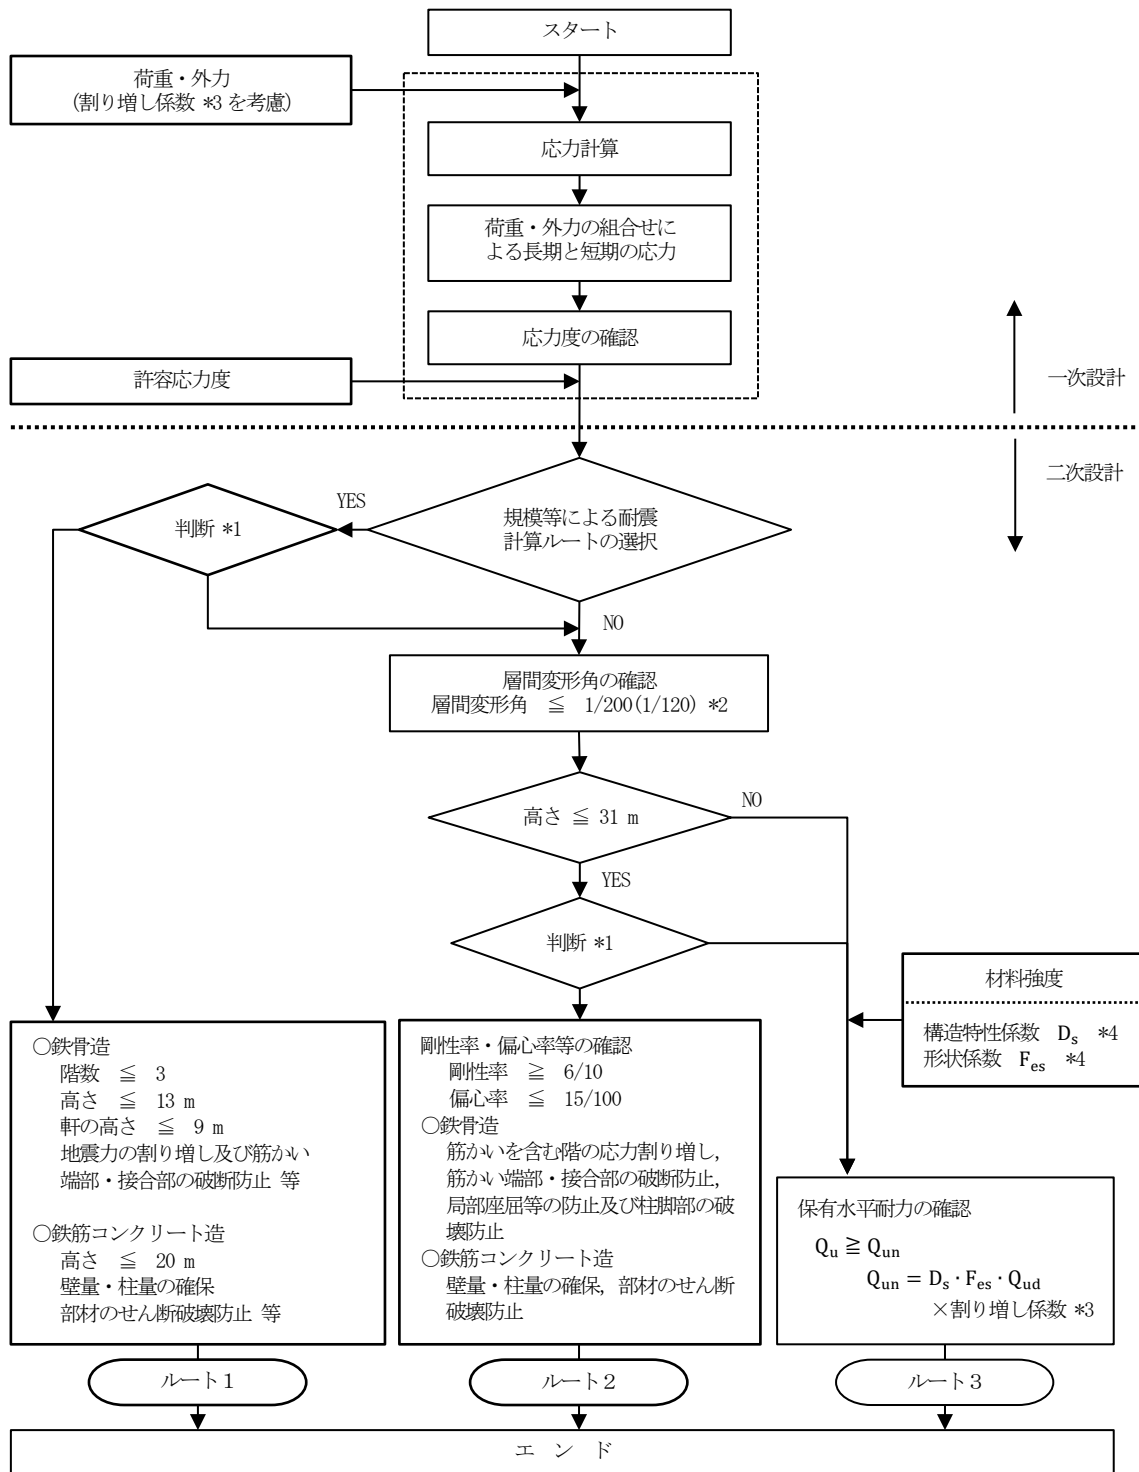 スタート
荷重・外力
(割り増し係数 *3 を考慮)
応力計算
荷重・外力の組合せに
よる長期と短期の応力
応力度の確認
許容応力度
一次設計
二次設計
規模等による耐震
計算ルートの選択
YES
判断 *1
NO
層間変形角の確認
層間変形角 ≦ 1/200(1/120) *2
高さ ≦ 31 m
NO
YES
判断 *1
材料強度
構造特性係数 Ds *4
形状係数 Fes *4
○鉄骨造
階数 ≦ 3
高さ ≦ 13 m
軒の高さ ≦ 9 m
地震力の割り増し及び筋かい
端部・接合部の破断防止 等
○鉄筋コンクリート造
高さ ≦ 20 m
壁量・柱量の確保
部材のせん断破壊防止 等
剛性率・偏心率等の確認
剛性率 ≧ 6/10
偏心率 ≦ 15/100
○鉄骨造
筋かいを含む階の応力割り増し,
筋かい端部・接合部の破断防止,
局部座屈等の防止及び柱脚部の破
壊防止
○鉄筋コンクリート造
壁量・柱量の確保, 部材のせん断
破壊防止
保有水平耐力の確認
Qu ≧ Qun
Qun = Ds · Fes · Qud
×割り増し係数 *3
ルート1
ルート2
ルート3
エ ン ド